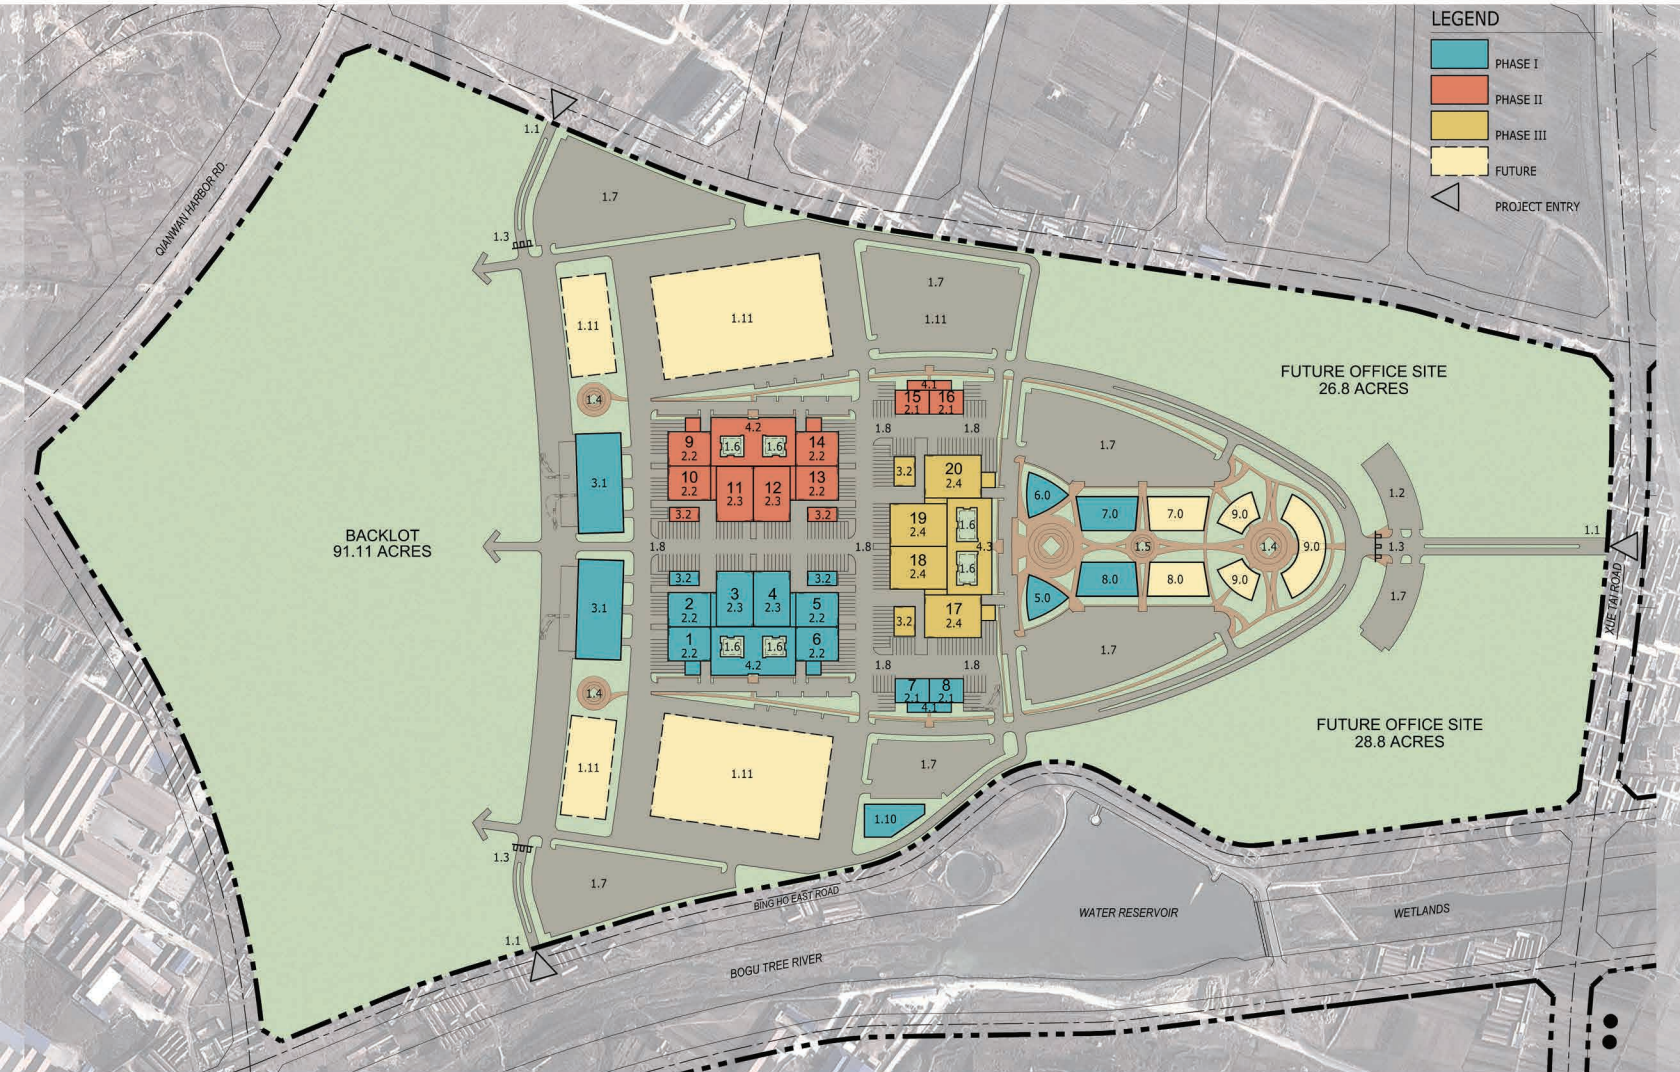 LEGEND
PHASE I
PHASE II
PHASE III
FUTURE
PROJECT ENTRY
1.1
QIANWAN HARBOR RD.
1.7
1.3
1.7
1.11
1.11
1.11
FUTURE OFFICE SITE
26.8 ACRES
1.4
4.1
15 16
2.1 2.1
4.2
1.8 1.8
9 1.6 1.6 14
2.2 2.2
1.7
3.2 20
2.4
10 13
2.2 2.2
11 12
2.3 2.3
3.1
6.0
1.2
3.2 3.2
19
2.4
1.6
7.0 7.0 9.0
1.1
BACKLOT
91.11 ACRES
1.8 1.8
4.3
1.5 1.4 9.0
1.3
18
2.4
1.6
3.2 3.2
8.0 8.0 9.0
XUE TAI ROAD
3.1
2 3 4 5
2.2 2.3 2.3 2.2
5.0
1.7
3.2 17
2.4
1 1.6 1.6 6
2.2 2.2
4.2
1.7
1.8 1.8
7 8
2.1 2.1
4.1
1.4
FUTURE OFFICE SITE
28.8 ACRES
1.11
1.11
1.7
1.10
1.3
1.7
BING HO EAST ROAD
WATER RESERVOIR
WETLANDS
1.1
BOGU TREE RIVER